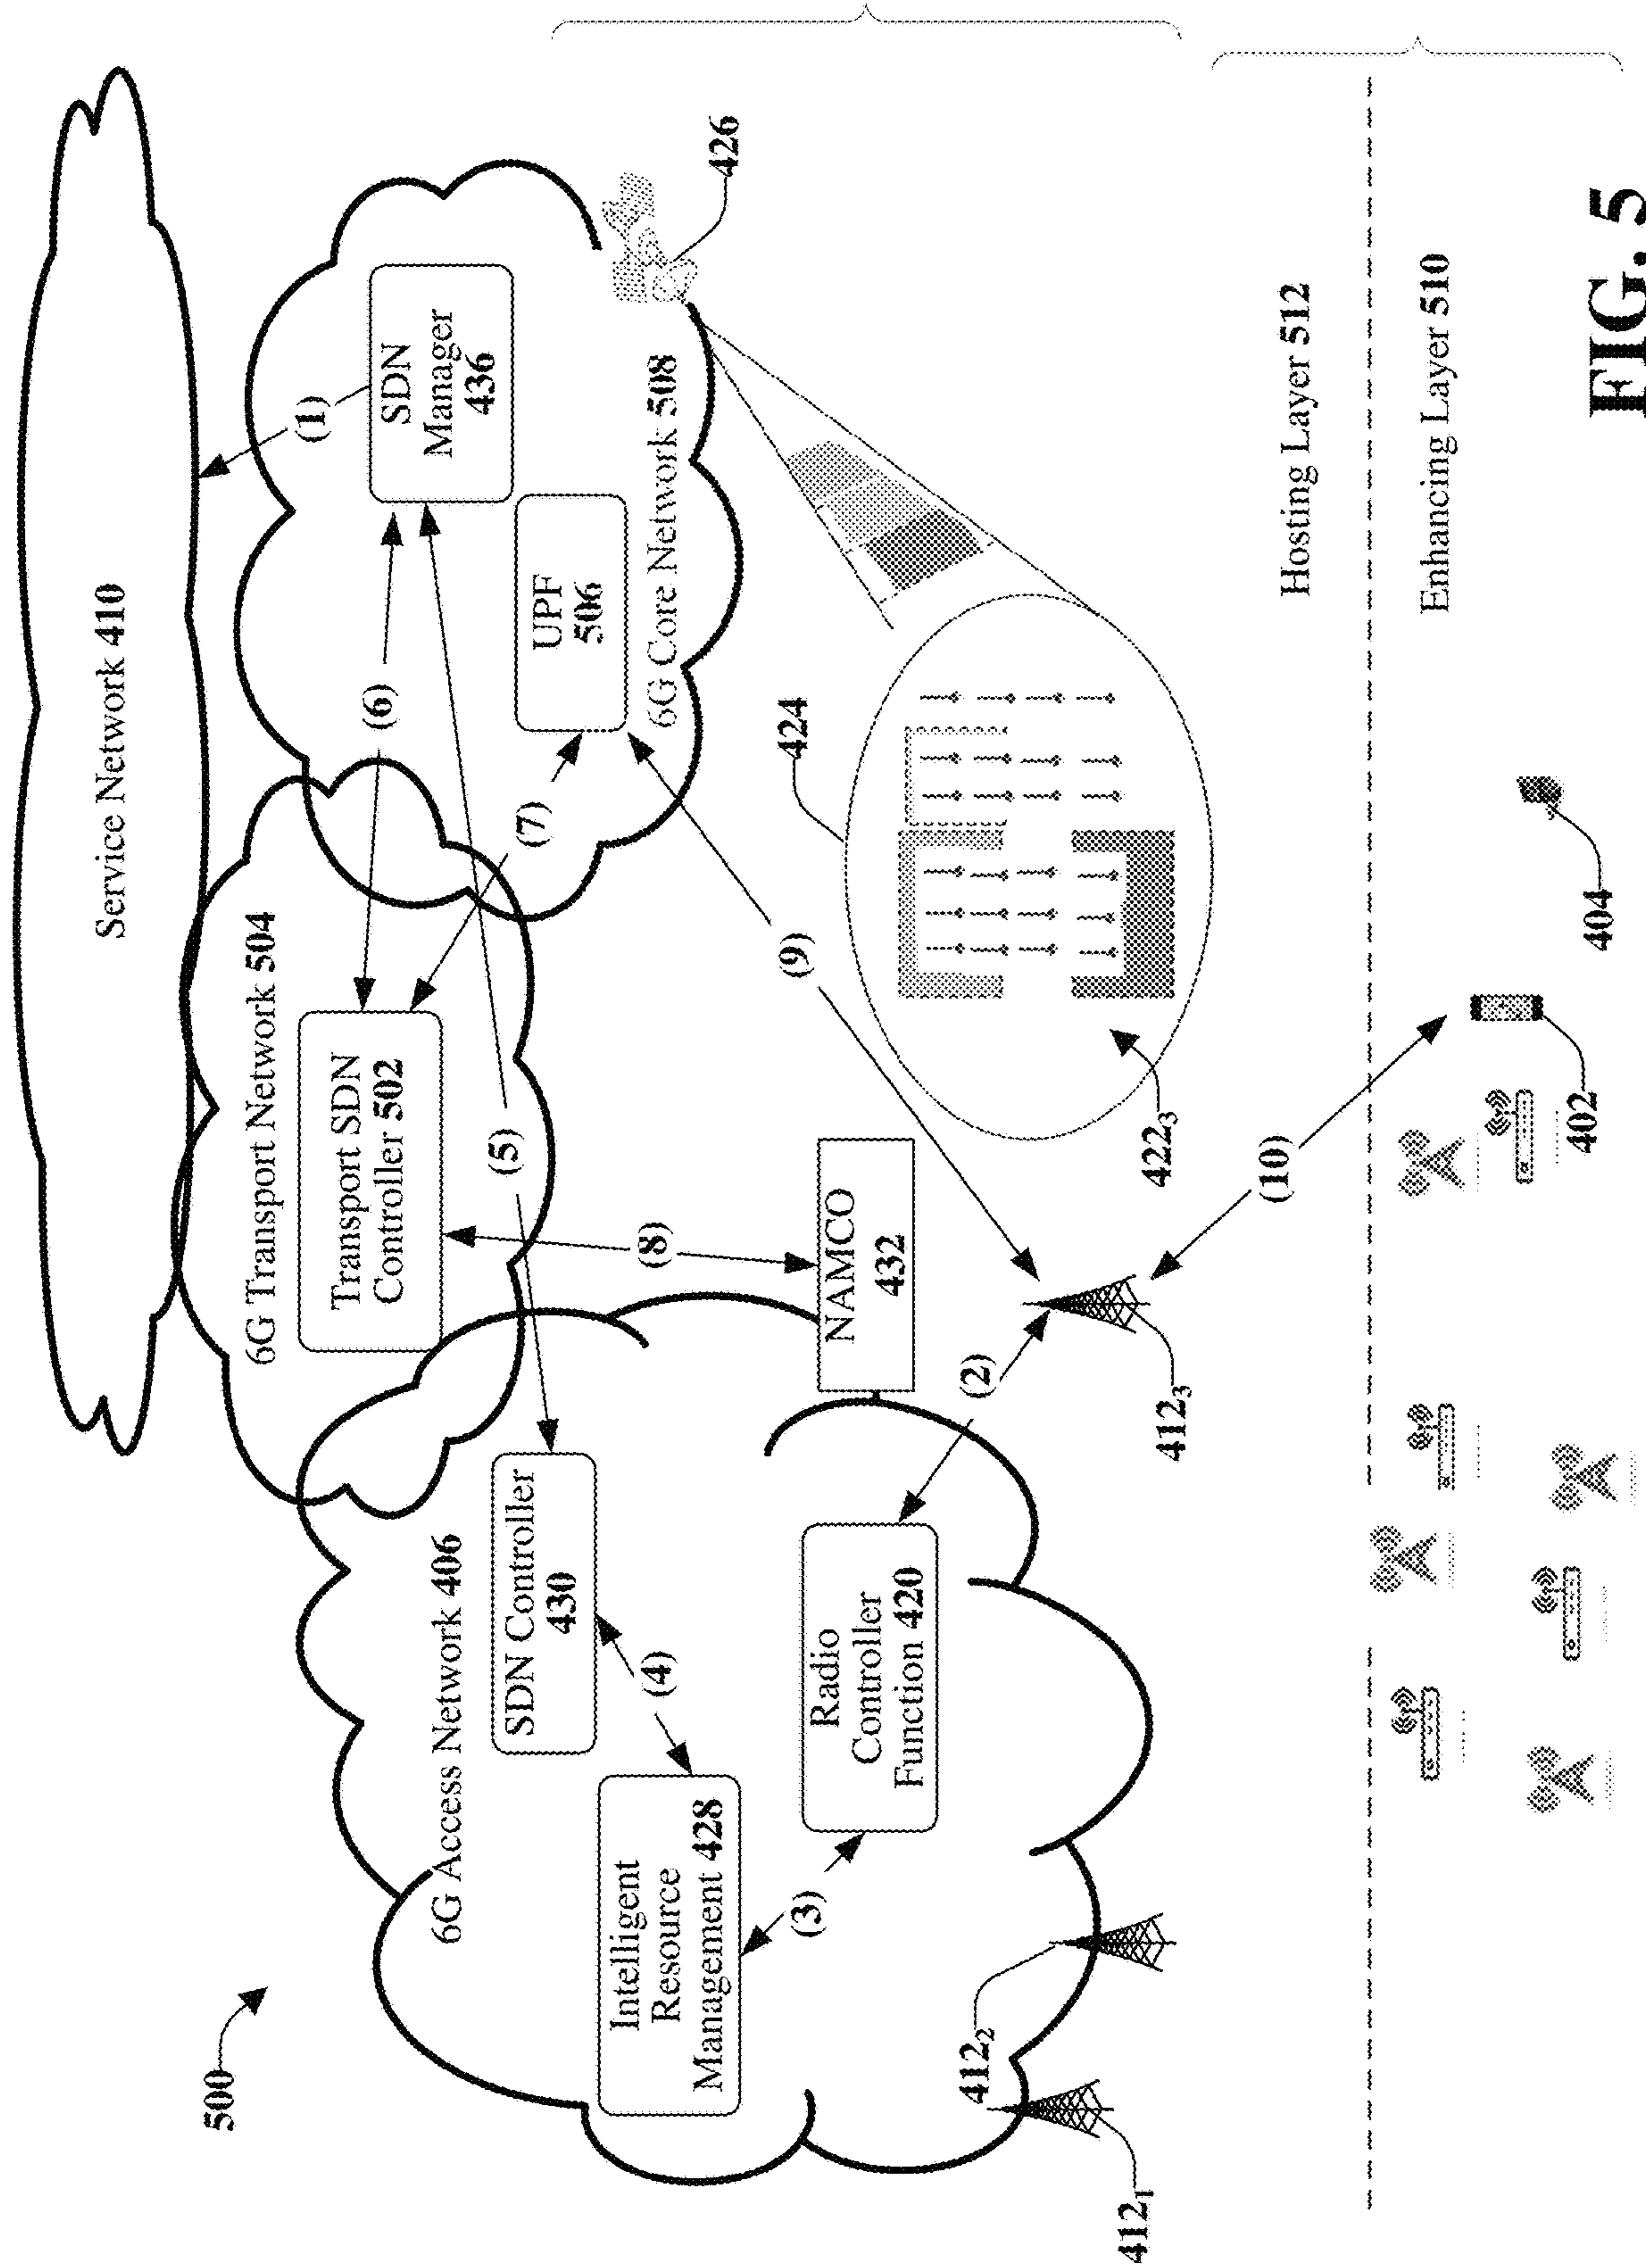 500
Service Network 410
6G Transport Network 504
Transport SDN
Controller 502
(1)
SDN
Manager
436
(6)
UPF
506
6G Core Network 508
426
(7)
(5)
(8)
6G Access Network 406
SDN Controller
430
(4)
Intelligent
Resource
Management 428
(3)
Radio
Controller
Function 420
NAMCO
432
(2)
(9)
424
422₃
412₁
412₂
412₃
(10)
Hosting Layer 512
Enhancing Layer 510
402
404
FIG. 5